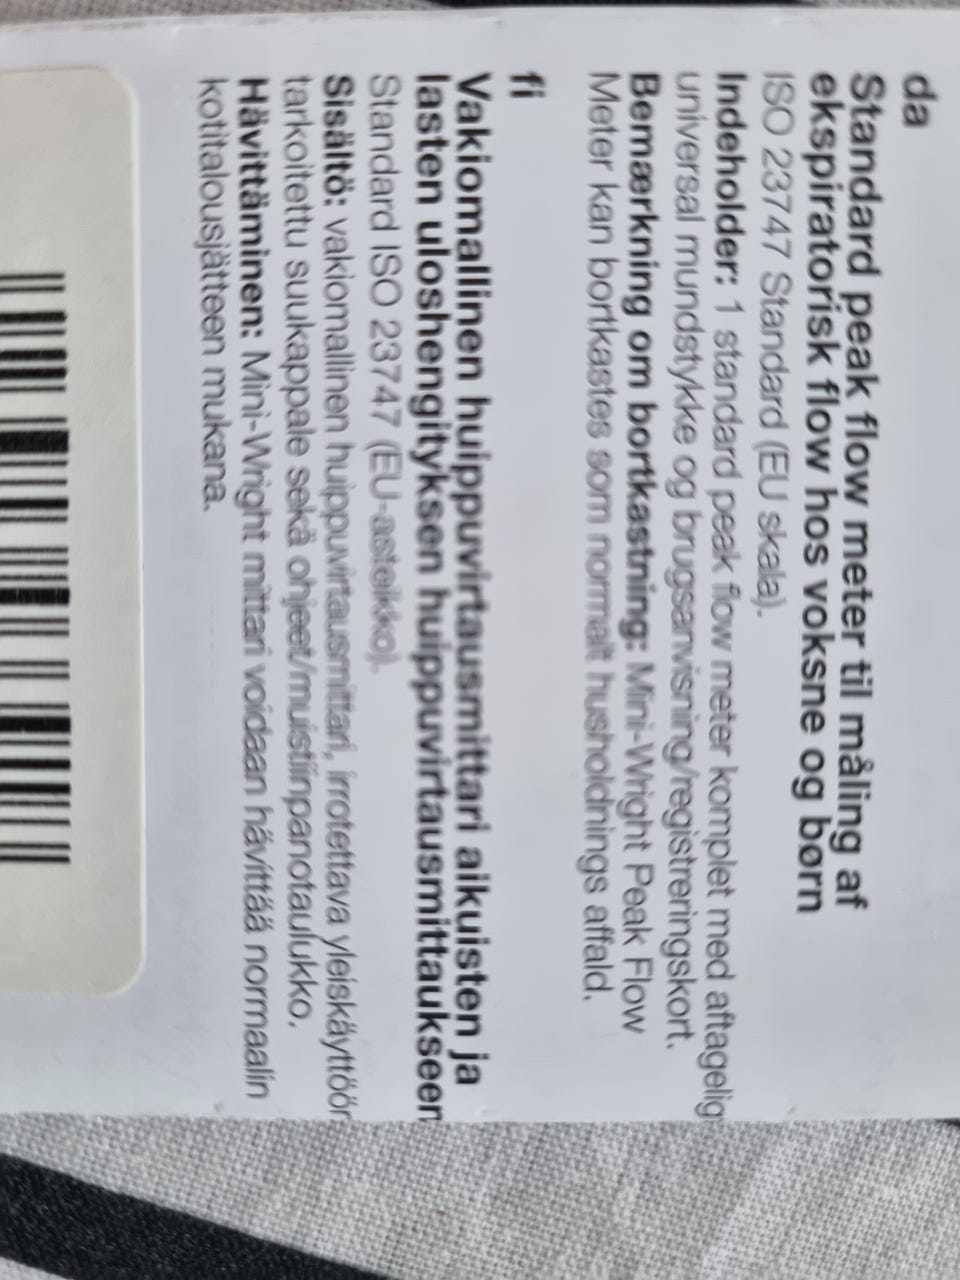 da
Standard peak flow meter til måling af
ekspiratorisk flow hos voksne og børn
ISO 23747 Standard (EU skala).
Indeholder: 1 standard peak flow meter komplet med aftagelig
universal mundstykke og brugsanvisning/registreringskort.
Bemærkning om bortkastning: Mini-Wright Peak Flow
Meter kan bortkastes som normalt husholdnings affald.
fi
Vakiomallinen huippuvirtausmittari aikuisten ja
lasten uloshengityksen huippuvirtausmittaukseen
Standard ISO 23747 (EU-asteikko).
Sisältö: vakiomallinen huippuvirtausmittari, irrotettava yleiskäyttöör
tarkoitettu suukappale sekä ohjeet/muistiinpanotaulukko.
Hävittäminen: Mini-Wright mittari voidaan hävittää normaalin
kotitalousjätteen mukana.